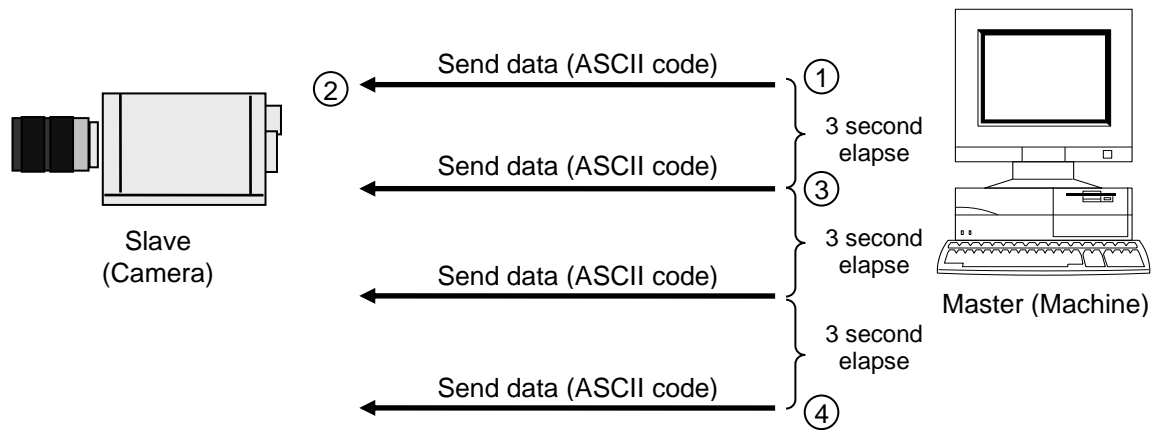 Send data (ASCII code)
①
②
3 second
elapse
Send data (ASCII code)
③
Slave
(Camera)
3 second
elapse
Send data (ASCII code)
Master (Machine)
3 second
elapse
Send data (ASCII code)
④